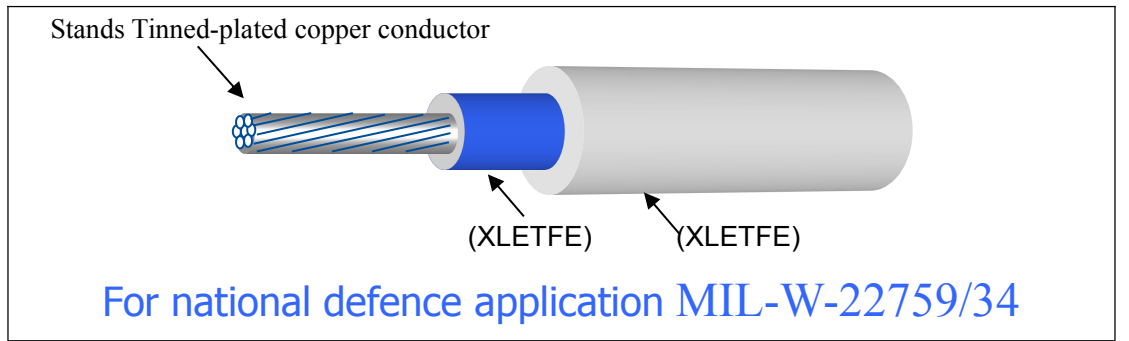 Stands Tinned-plated copper conductor
(XLETFE) (XLETFE)
For national defence application MIL-W-22759/34